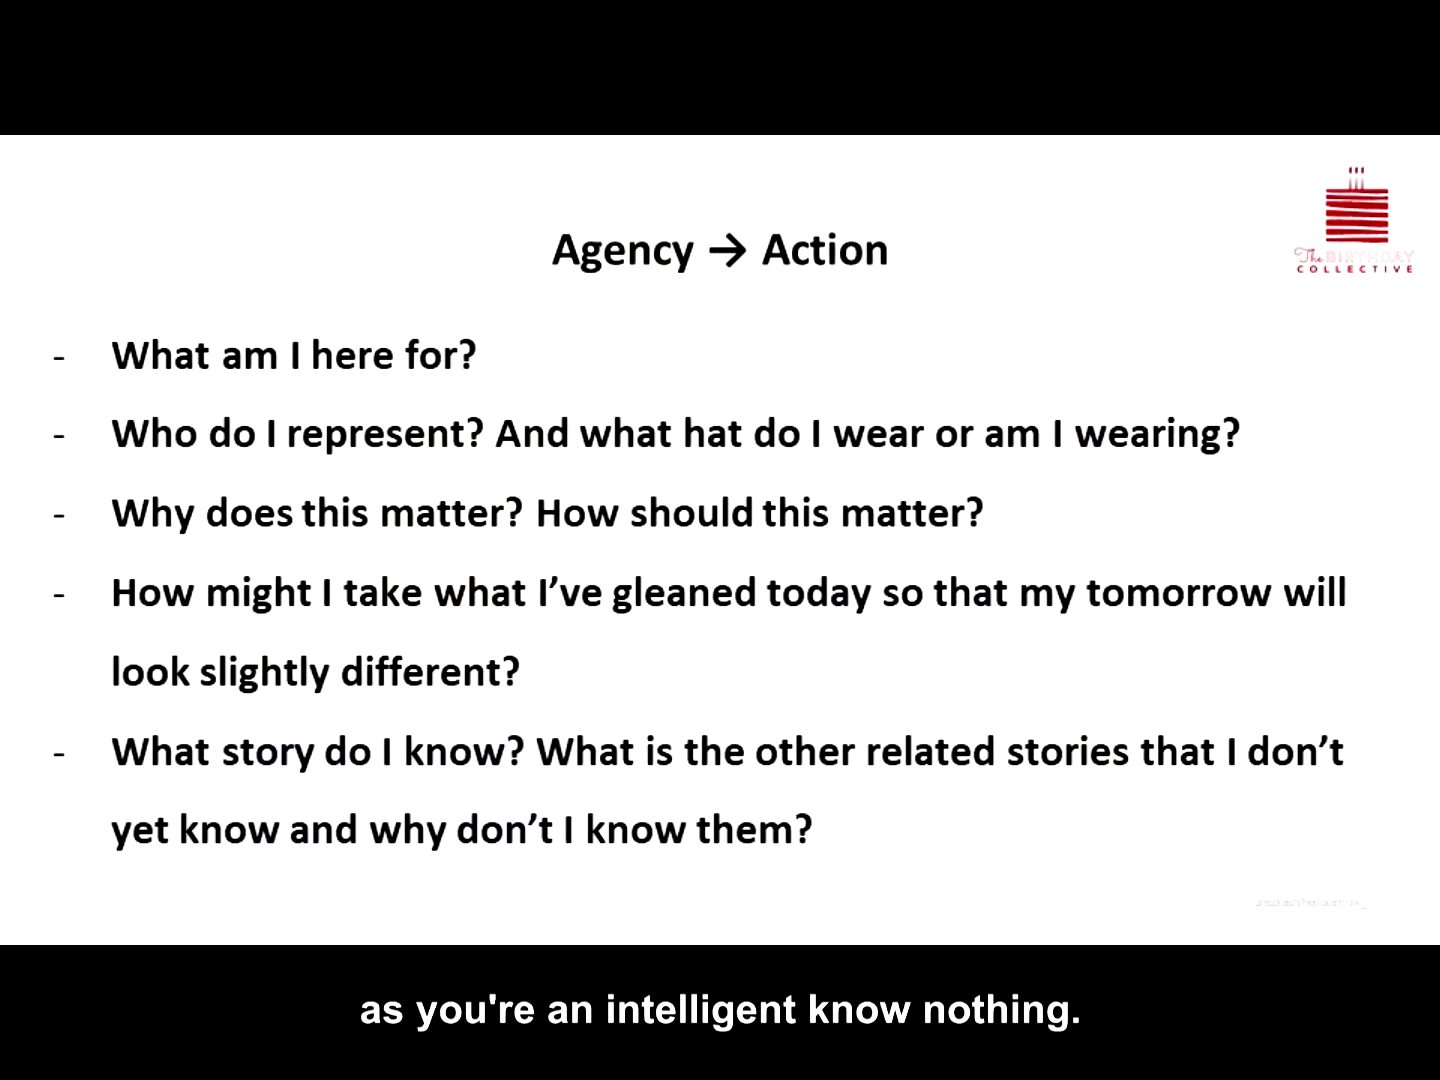 The BIRTHDAY
COLLECTIVE
Agency → Action
- What am I here for?
- Who do I represent? And what hat do I wear or am I wearing?
- Why does this matter? How should this matter?
- How might I take what I’ve gleaned today so that my tomorrow will
look slightly different?
- What story do I know? What is the other related stories that I don’t
yet know and why don’t I know them?
as you're an intelligent know nothing.